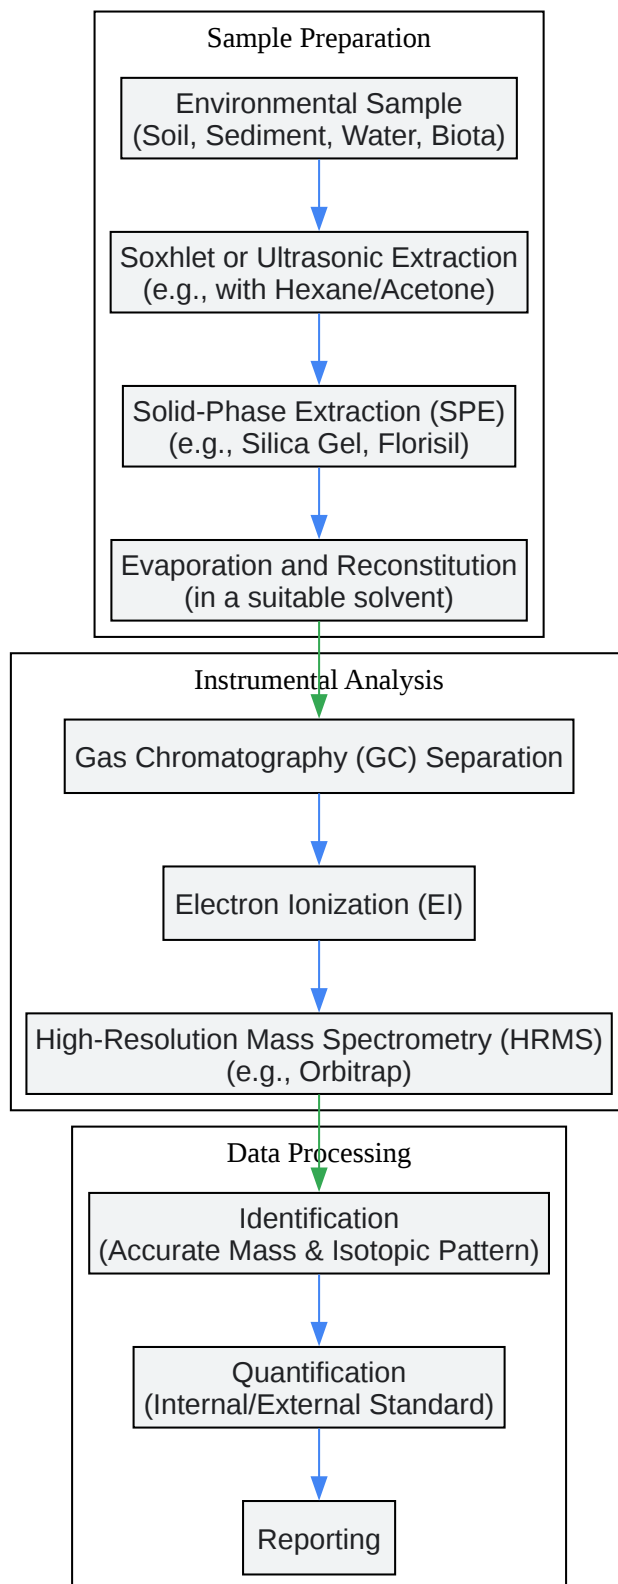 Sample Preparation
Environmental Sample
(Soil, Sediment, Water, Biota)
Soxhlet or Ultrasonic Extraction
(e.g., with Hexane/Acetone)
Solid-Phase Extraction (SPE)
(e.g., Silica Gel, Florisil)
Evaporation and Reconstitution
(in a suitable solvent)
Instrumental Analysis
Gas Chromatography (GC) Separation
Electron Ionization (EI)
High-Resolution Mass Spectrometry (HRMS)
(e.g., Orbitrap)
Data Processing
Identification
(Accurate Mass & Isotopic Pattern)
Quantification
(Internal/External Standard)
Reporting